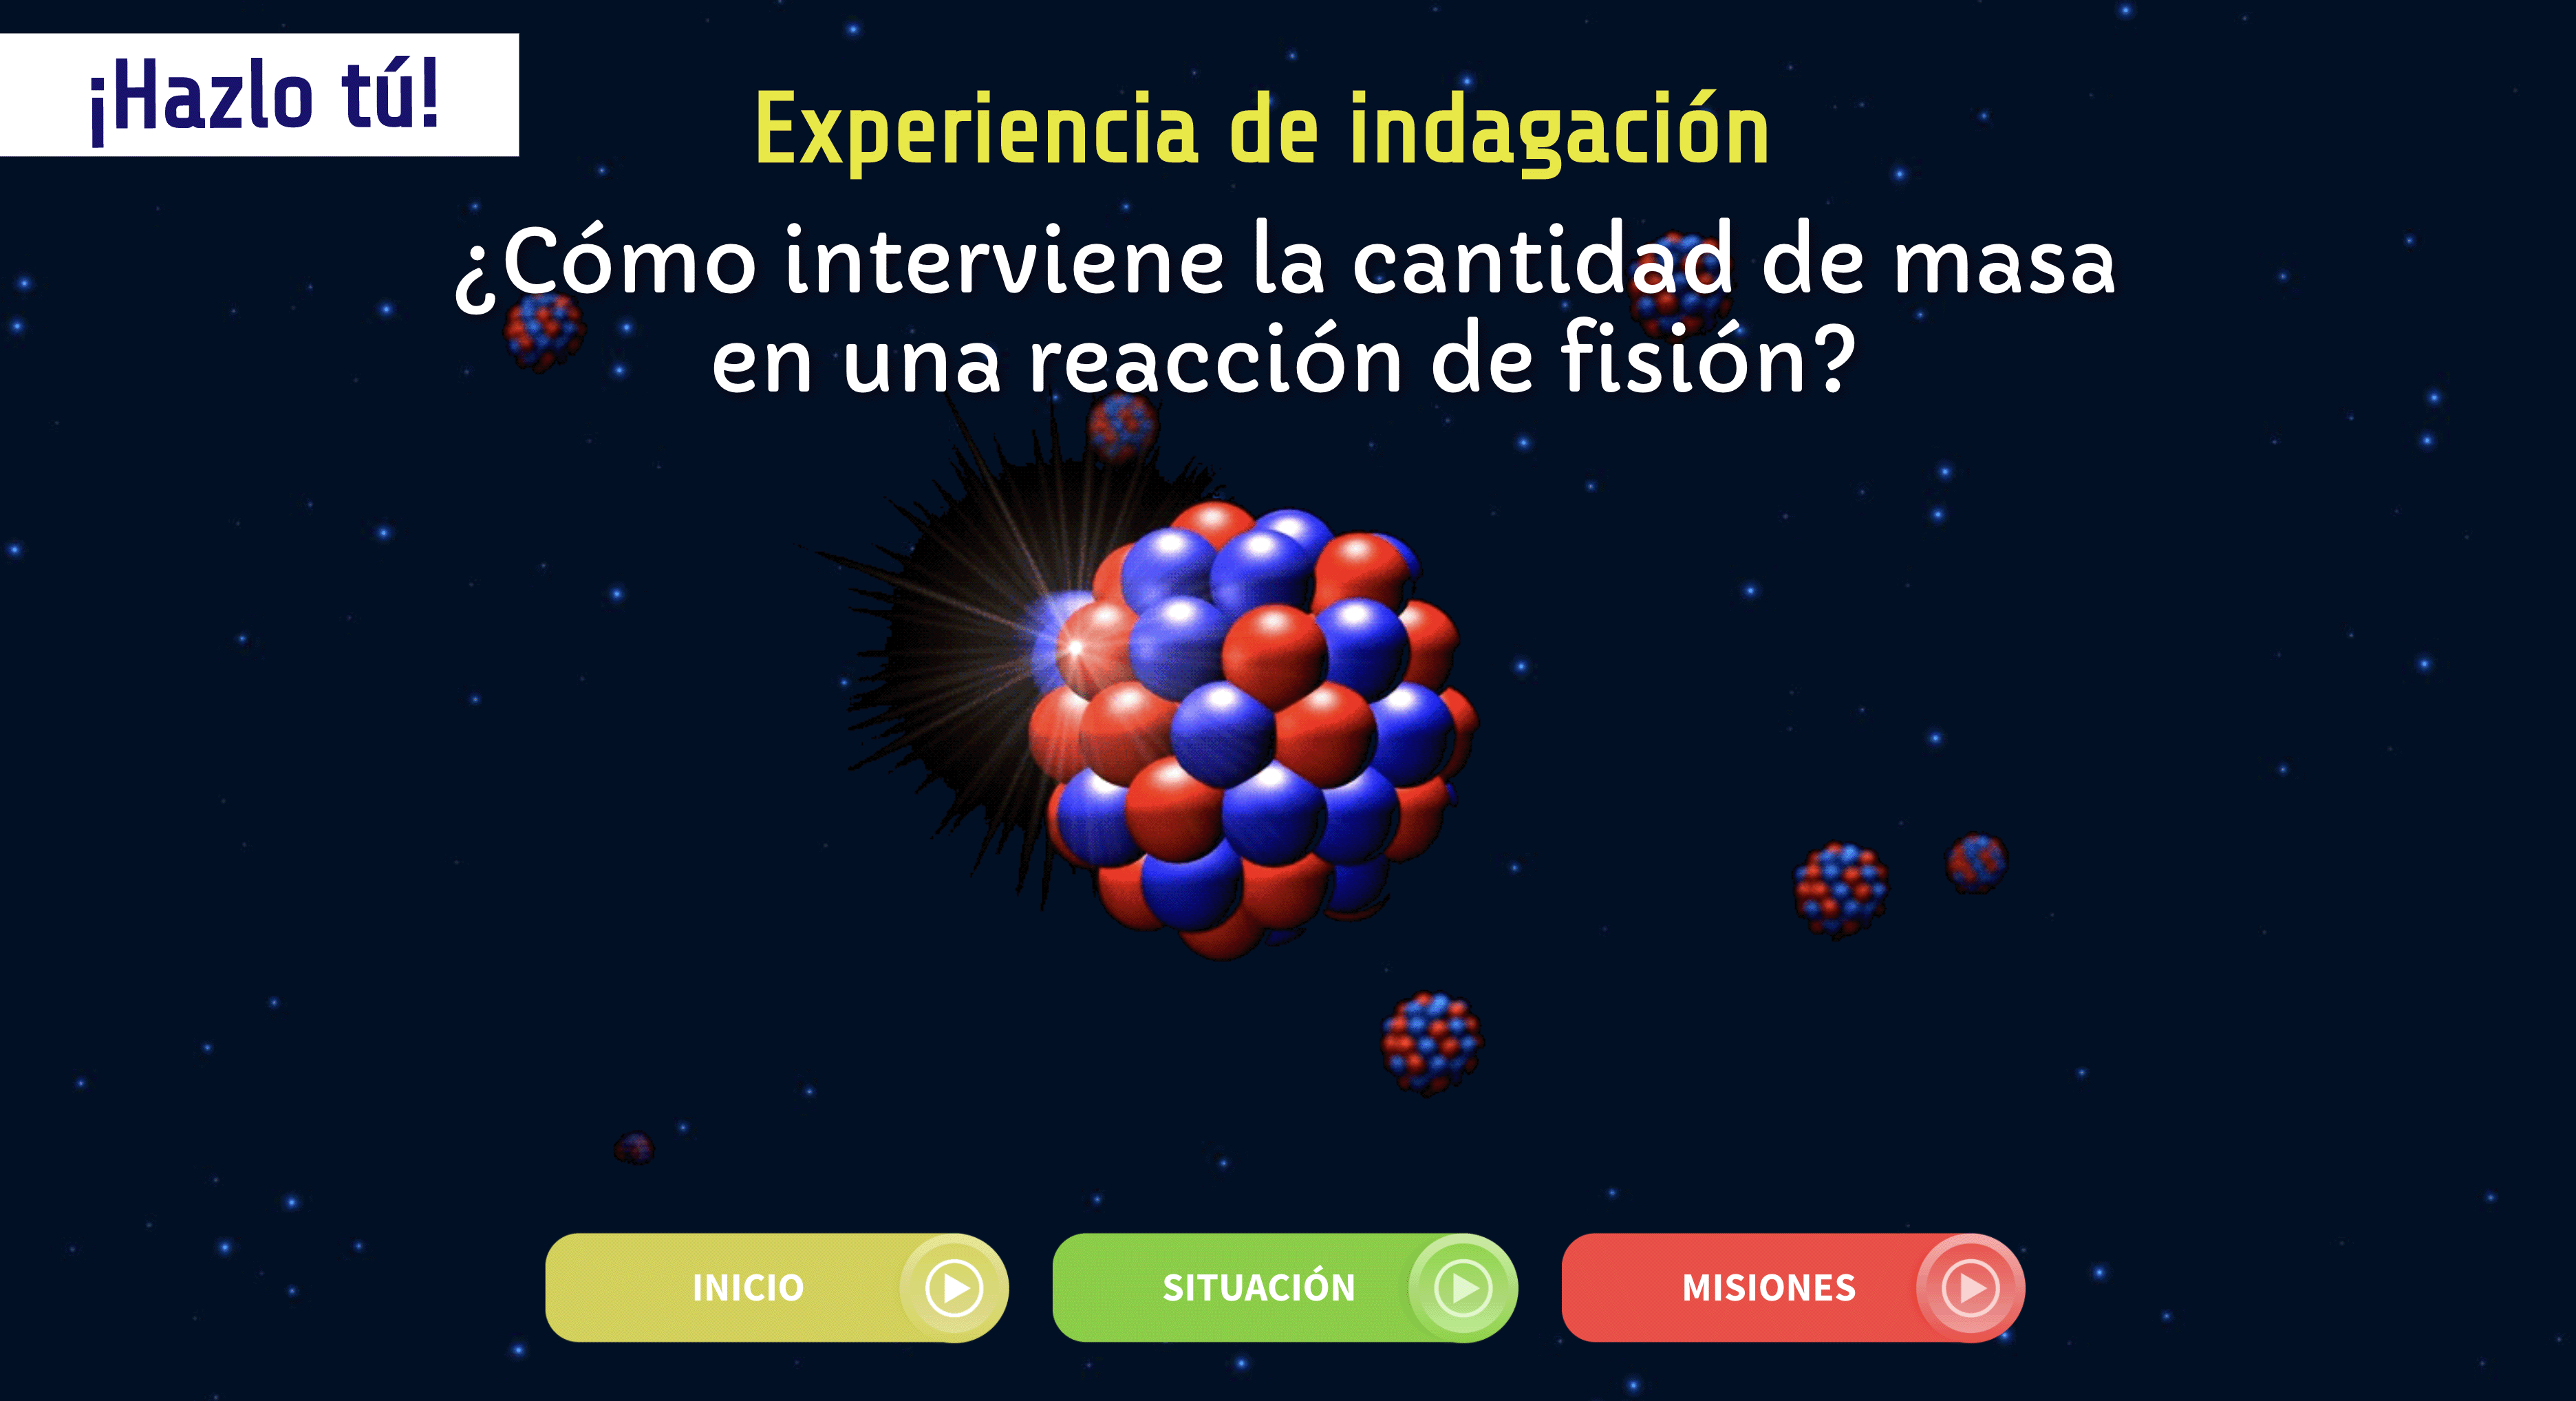 ¡Hazlo tú!
Experiencia de indagación
¿Cómo interviene la cantidad de masa
en una reacción de fisión?
INICIO
SITUACIÓN
MISIONES